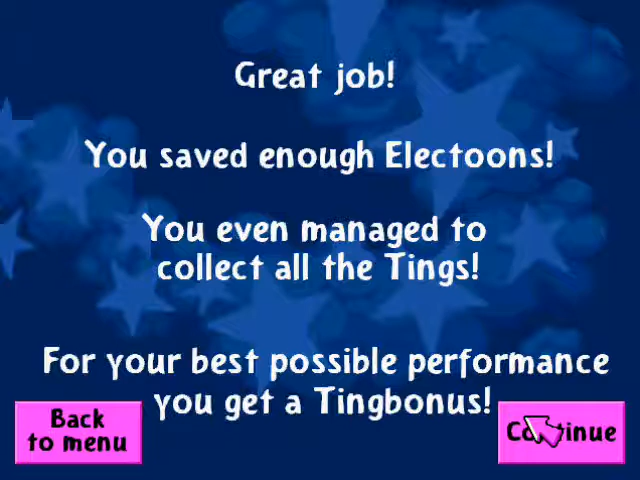 Great job!
You saved enough Electoons!
You even managed to
collect all the Tings!
For your best possible performance
you get a Tingbonus!
Back
to menu
Continue